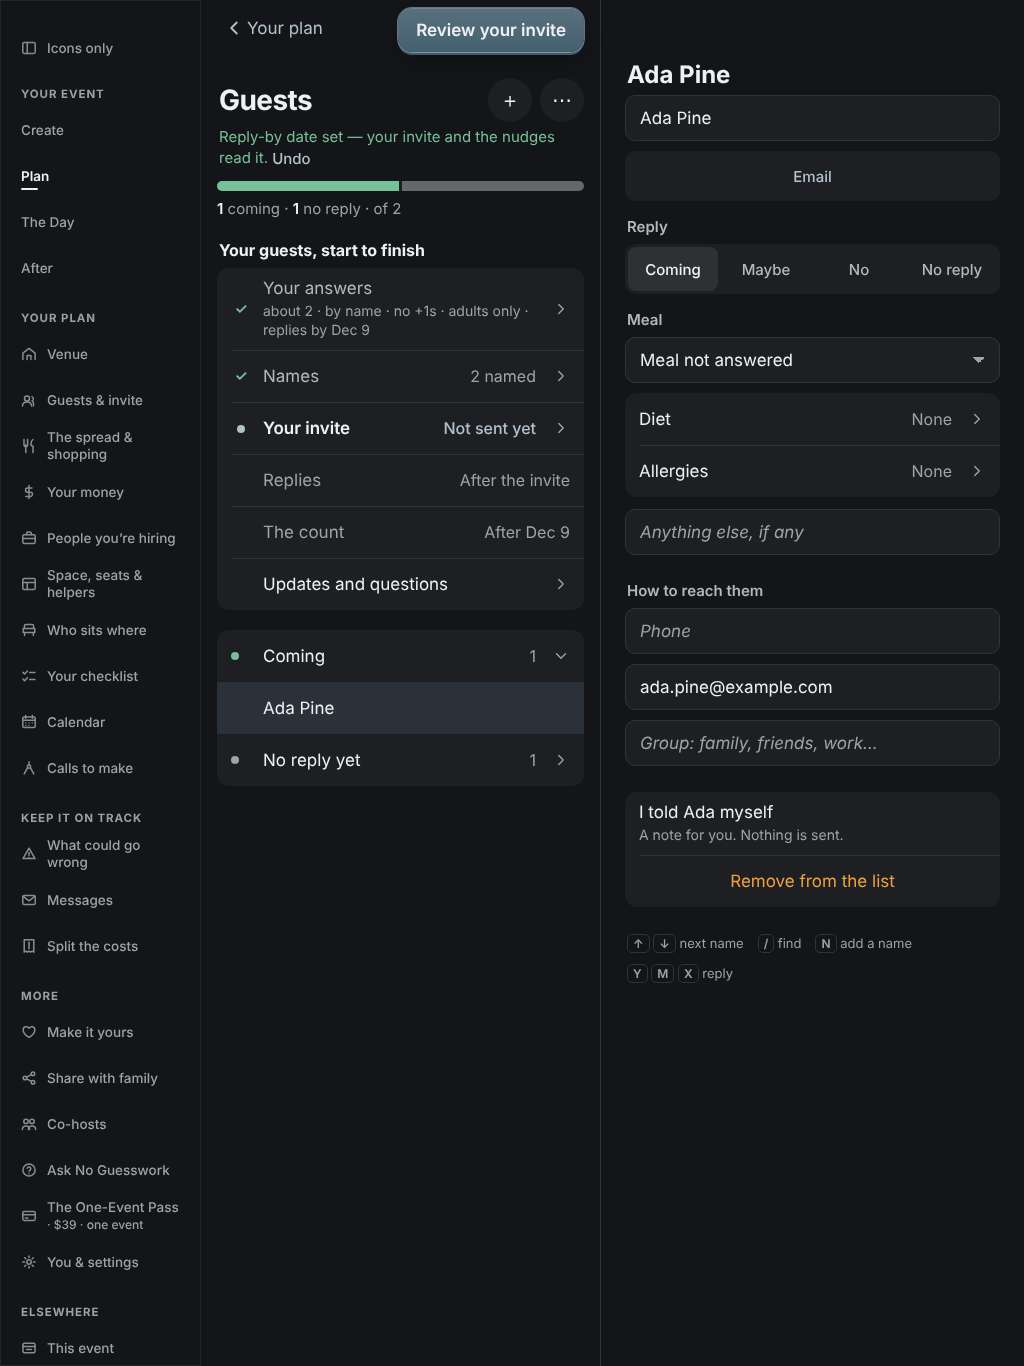 Icons only
YOUR EVENT
Create
Plan
The Day
After
YOUR PLAN
Venue
Guests & invite
The spread &
shopping
Your money
People you're hiring
Space, seats &
helpers
Who sits where
Your checklist
Calendar
Calls to make
KEEP IT ON TRACK
What could go
wrong
Messages
Split the costs
MORE
Make it yours
Share with family
Co-hosts
Ask No Guesswork
The One-Event Pass
· $39 · one event
You & settings
ELSEWHERE
This event
Your plan
Review your invite
Guests
Reply-by date set — your invite and the nudges
read it. Undo
1 coming · 1 no reply · of 2
Your guests, start to finish
Your answers
about 2 · by name · no +1s · adults only ·
replies by Dec 9
Names 2 named
Your invite Not sent yet
Replies After the invite
The count After Dec 9
Updates and questions
Coming 1
Ada Pine
No reply yet 1
Ada Pine
Ada Pine
Email
Reply
Coming Maybe No No reply
Meal
Meal not answered
Diet None
Allergies None
Anything else, if any
How to reach them
Phone
ada.pine@example.com
Group: family, friends, work...
I told Ada myself
A note for you. Nothing is sent.
Remove from the list
↑ ↓ next name / find N add a name
Y M X reply